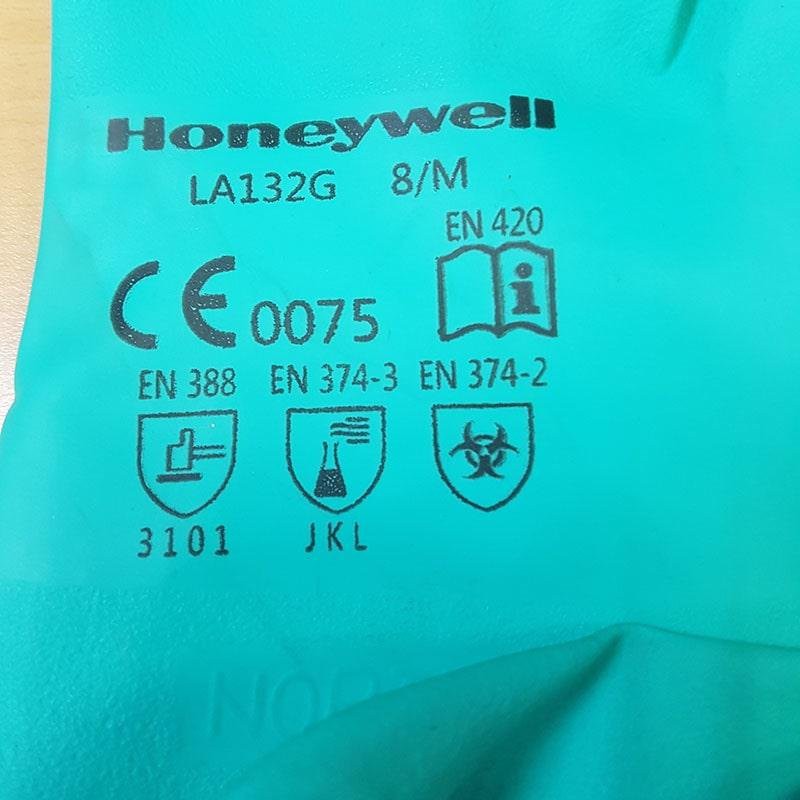 Honeywell
LA132G 8/M
EN 420
CE 0075
EN 388 EN 374-3 EN 374-2
3101 JKL